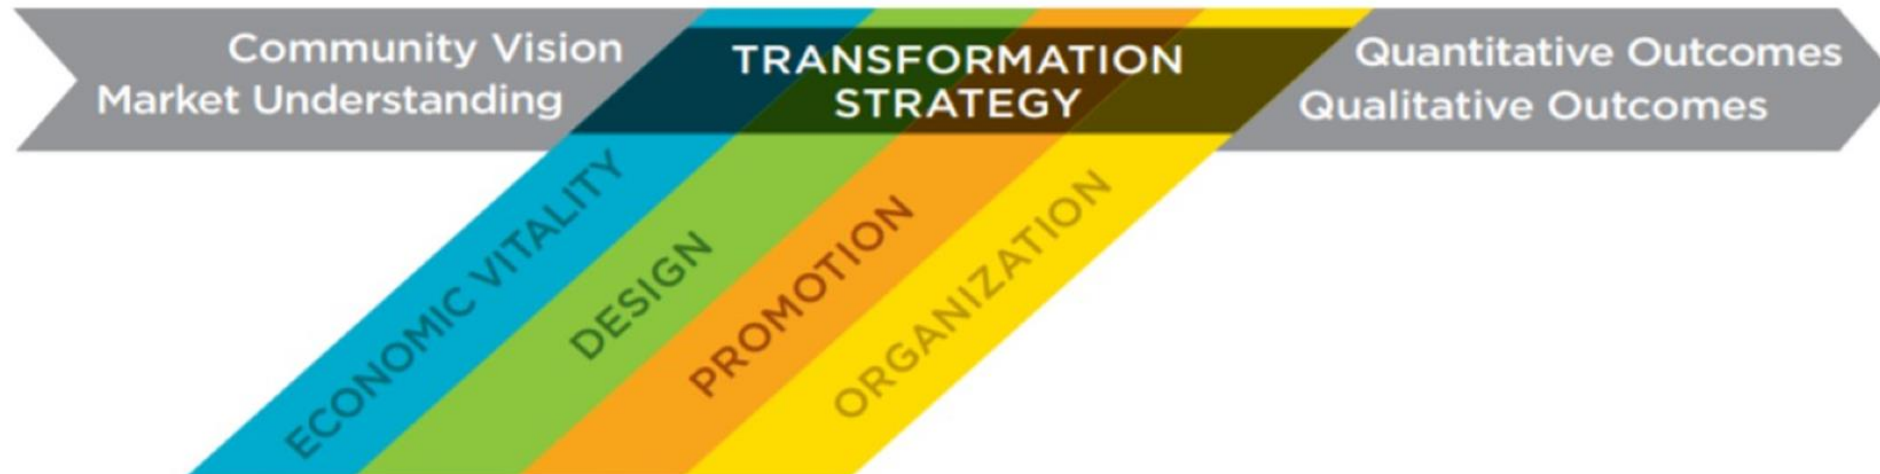 Community Vision
Market Understanding
TRANSFORMATION
STRATEGY
Quantitative Outcomes
Qualitative Outcomes
ECONOMIC VITALITY
DESIGN
PROMOTION
ORGANIZATION